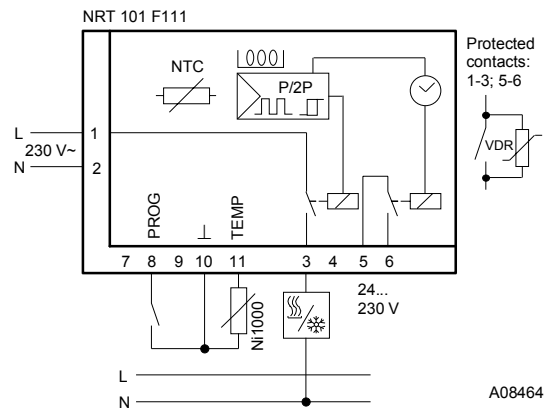 NRT 101 F111
Protected
contacts:
1-3; 5-6
NTC
P/2P
VDR
L
1
230 V~
N
2
PROG
⊥
TEMP
7 8 9 10 11 3 4 5 6
Ni1000
24...
230 V
L
N
A08464